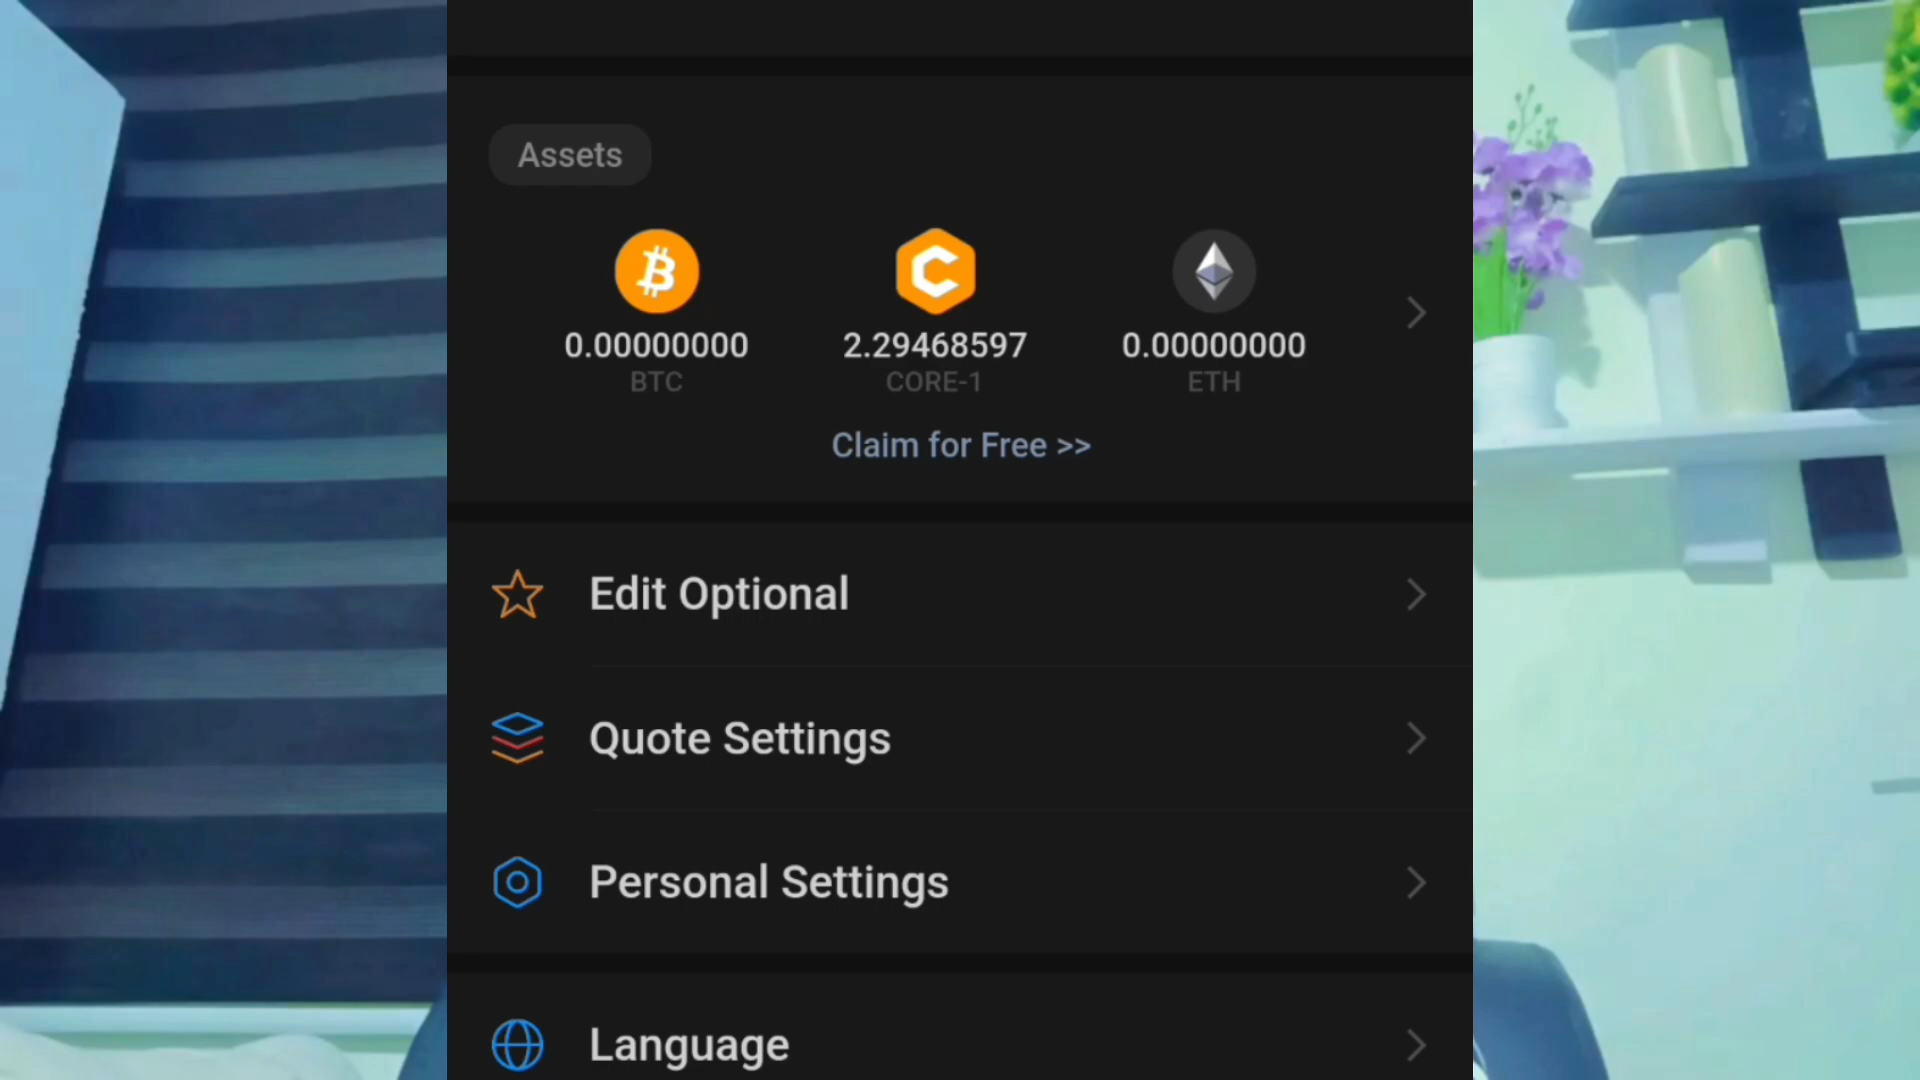 Assets
0.00000000 2.29468597 0.00000000
BTC CORE-1 ETH
Claim for Free >>
Edit Optional
Quote Settings
Personal Settings
Language